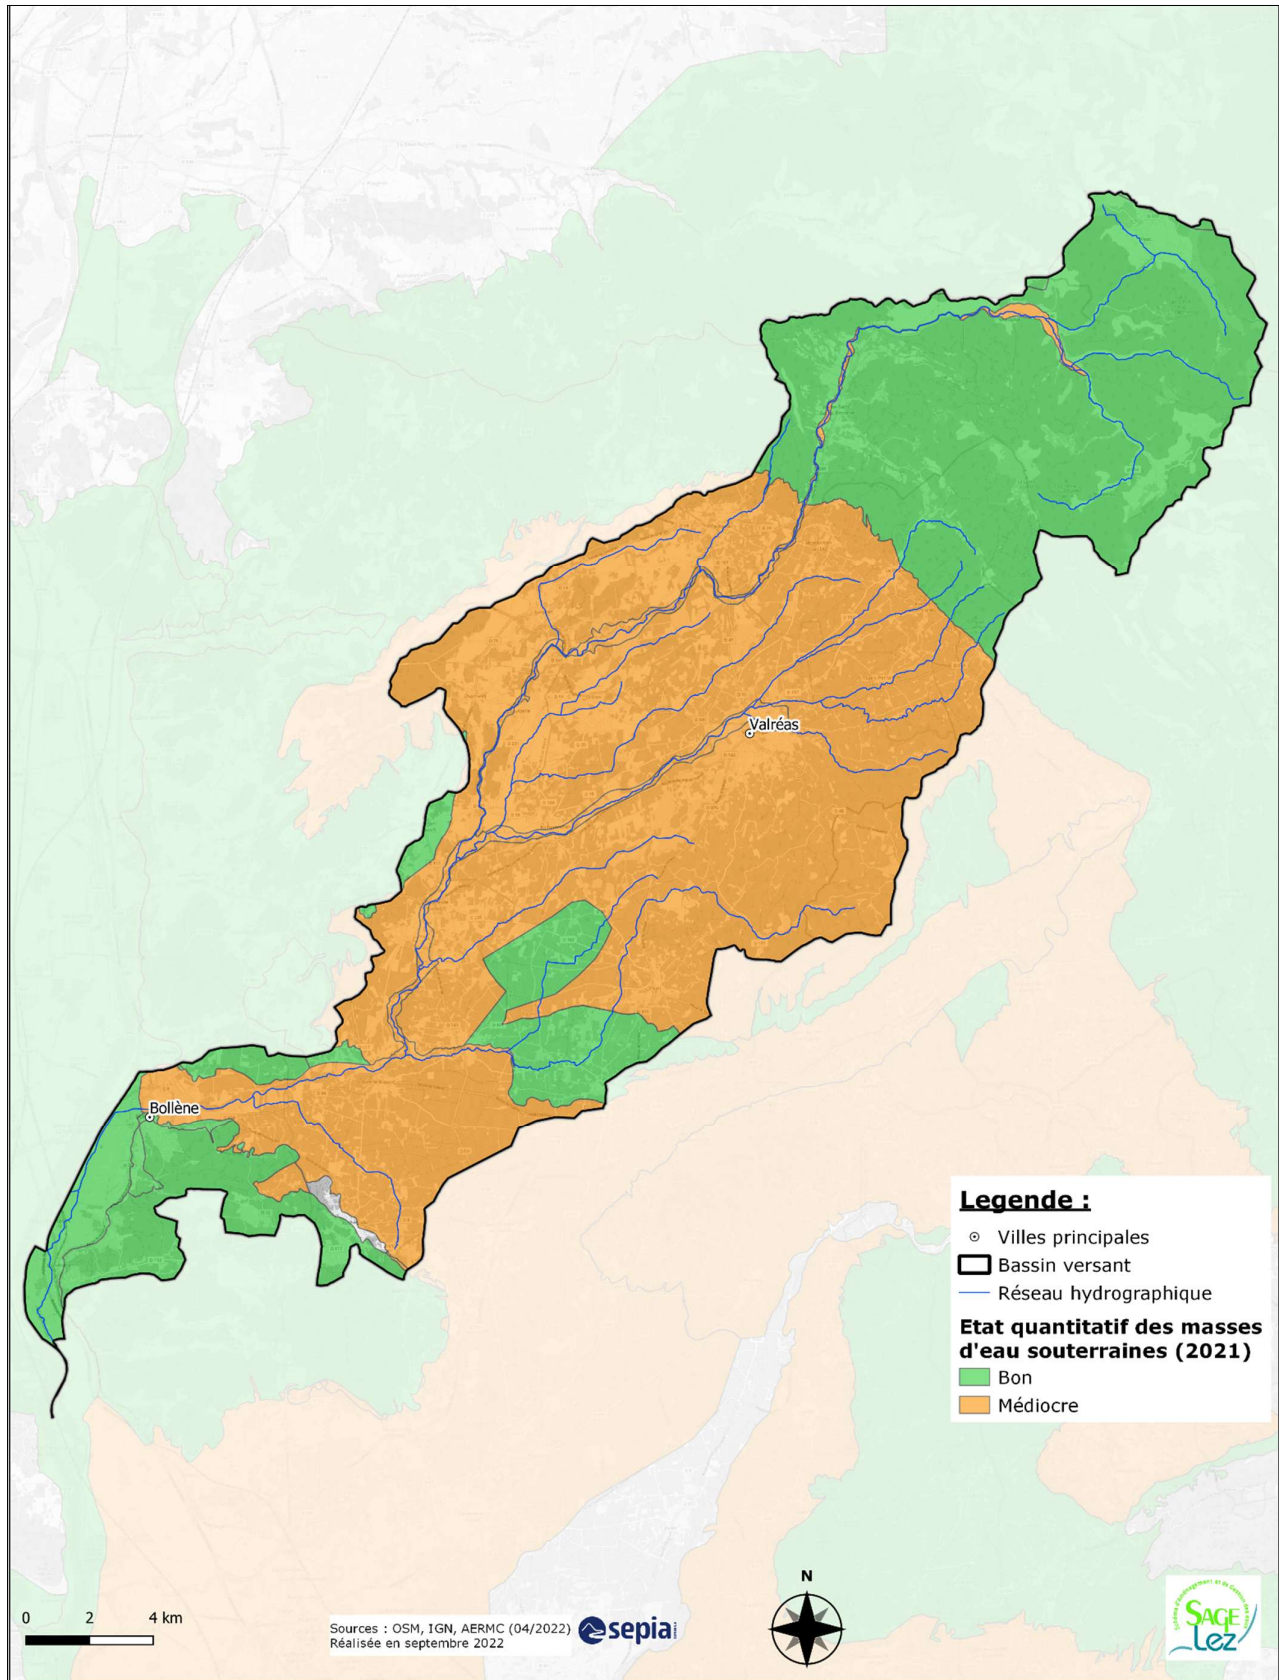 Valréas
Bollène
Legende :
Villes principales
Bassin versant
Réseau hydrographique
Etat quantitatif des masses
d'eau souterraines (2021)
Bon
Médiocre
N
0 2 4 km
Sources : OSM, IGN, AERMC (04/2022)
Réalisée en septembre 2022
sepia
SAGE
Lez